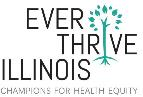 EVER
THRIVE
ILLINOIS
CHAMPIONS FOR HEALTH EQUITY